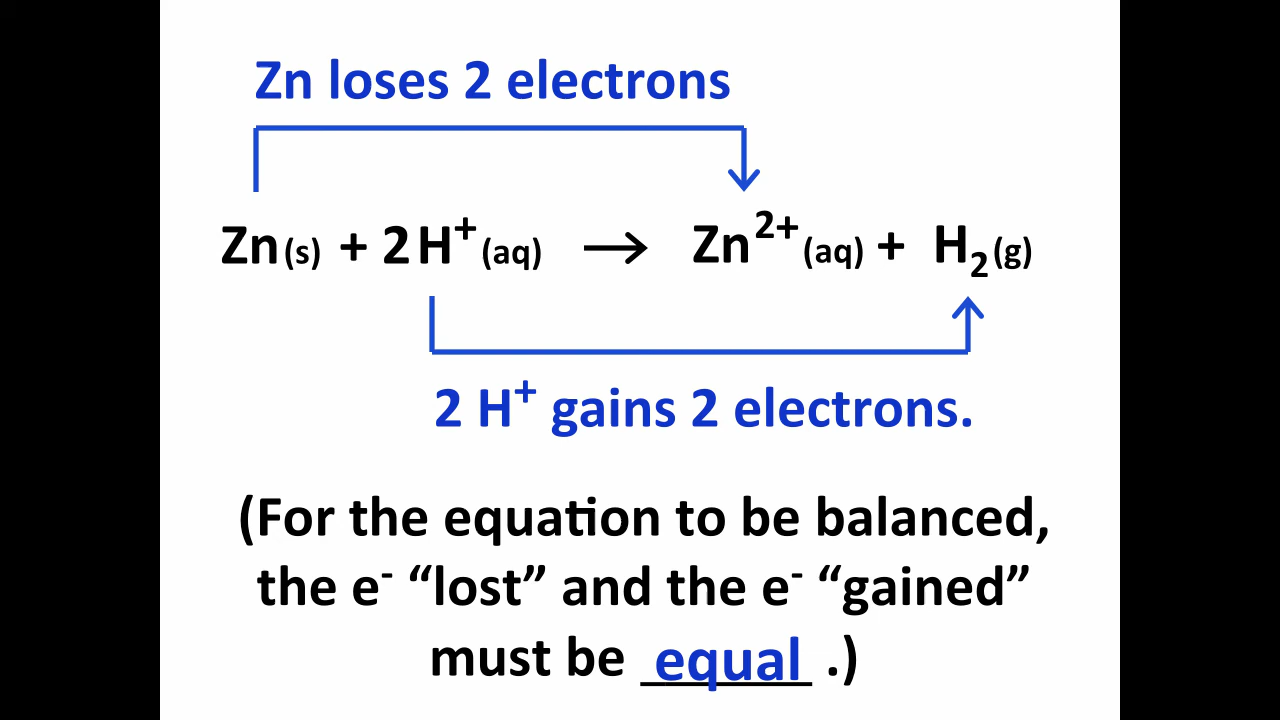 Zn loses 2 electrons
Zn(s) + 2H⁺(aq) → Zn²⁺(aq) + H₂(g)
2 H⁺ gains 2 electrons.
(For the equation to be balanced,
the e⁻ “lost” and the e⁻ “gained”
must be equal .)